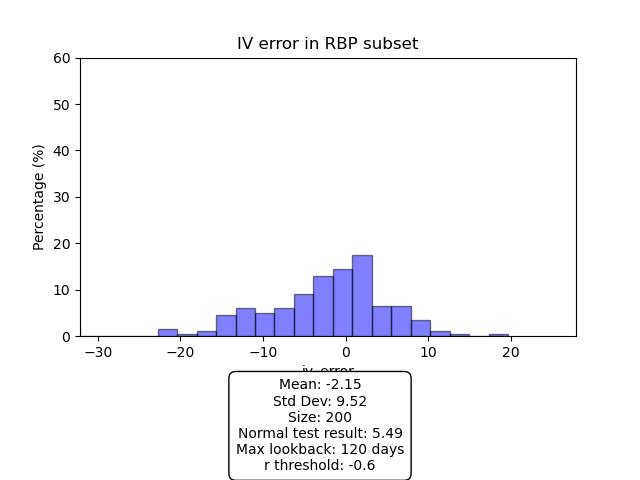 IV error in RBP subset
60
50
40
30
20
10
0
Percentage (%)
−30 −20 −10 0 10 20
iv_error
Mean: -2.15
Std Dev: 9.52
Size: 200
Normal test result: 5.49
Max lookback: 120 days
r threshold: -0.6